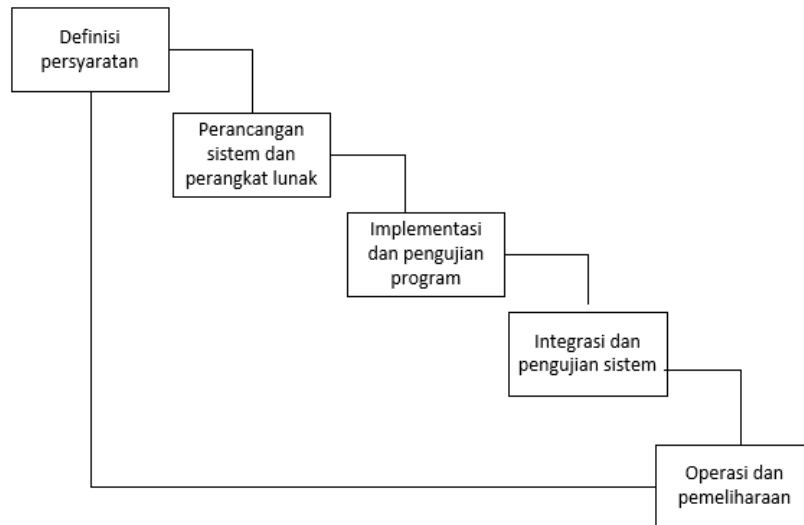 Definisi
persyaratan
Perancangan
sistem dan
perangkat lunak
Implementasi
dan pengujian
program
Integrasi dan
pengujian sistem
Operasi dan
pemeliharaan